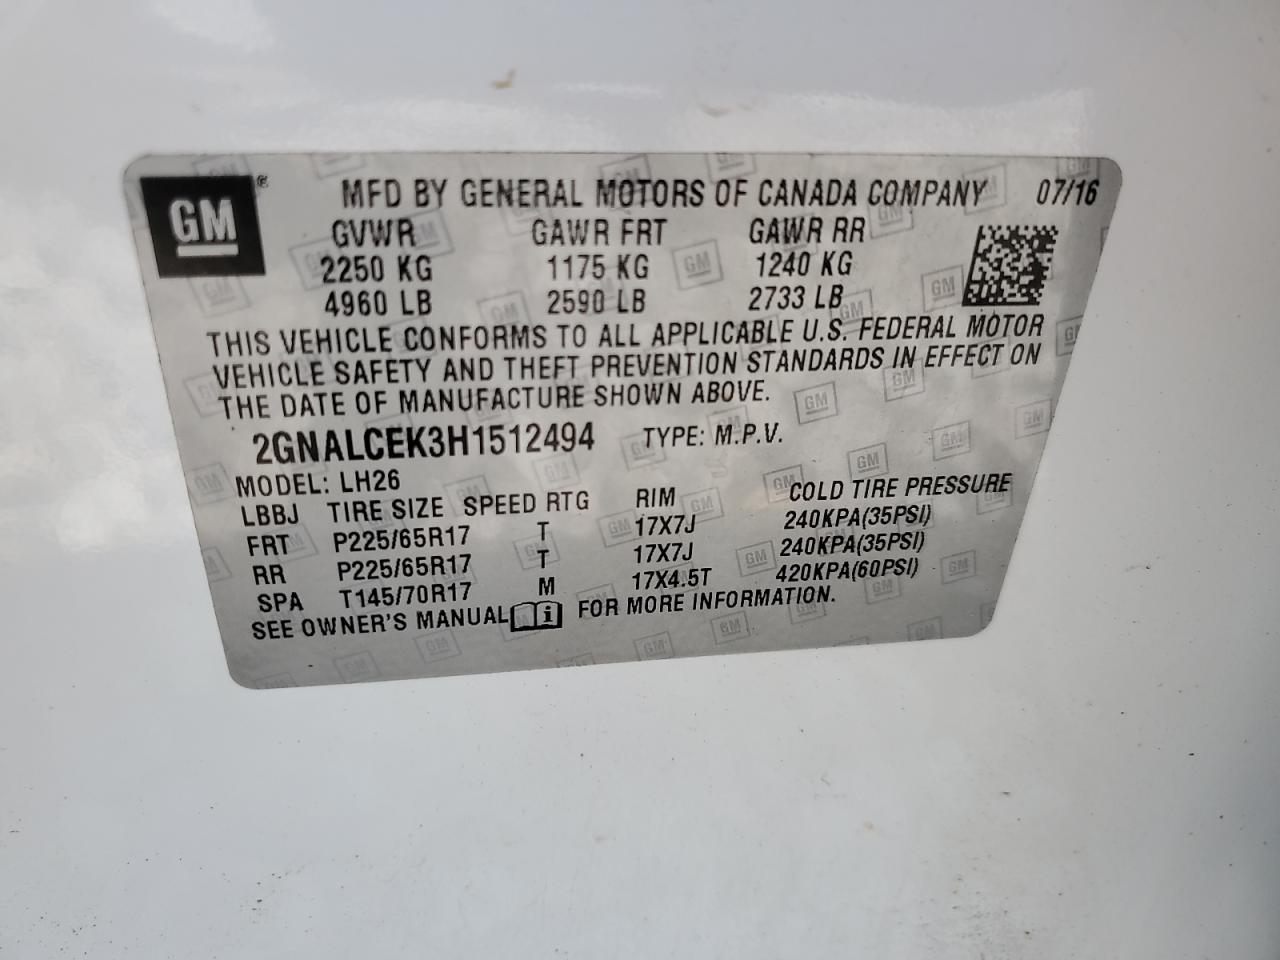 GM ® MFD BY GENERAL MOTORS OF CANADA COMPANY 07/16
GVWR GAWR FRT GAWR RR
2250 KG 1175 KG 1240 KG
4960 LB 2590 LB 2733 LB
THIS VEHICLE CONFORMS TO ALL APPLICABLE U.S. FEDERAL MOTOR
VEHICLE SAFETY AND THEFT PREVENTION STANDARDS IN EFFECT ON
THE DATE OF MANUFACTURE SHOWN ABOVE.
2GNALCEK3H1512494 TYPE: M.P.V.
MODEL: LH26
LBBJ TIRE SIZE SPEED RTG RIM COLD TIRE PRESSURE
FRT P225/65R17 T 17X7J 240KPA(35PSI)
RR P225/65R17 T 17X7J 240KPA(35PSI)
SPA T145/70R17 M 17X4.5T 420KPA(60PSI)
SEE OWNER'S MANUAL i FOR MORE INFORMATION.